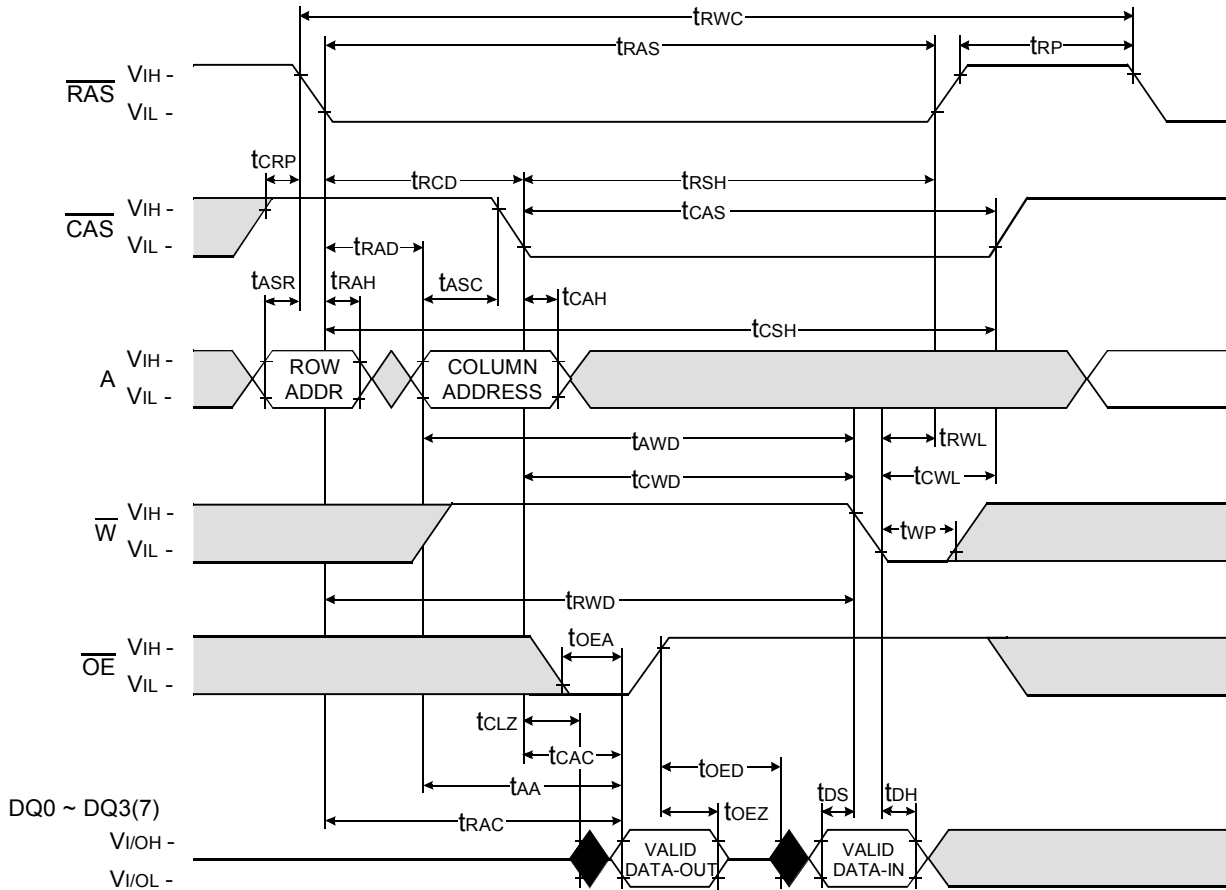 tRWC
tRAS
tRP
RAS
VIH -
VIL -
tCRP
tRCD
tRSH
CAS
VIH -
VIL -
tCAS
tRAD
tASR
tRAH
tASC
tCAH
tCSH
A
VIH -
VIL -
ROW
ADDR
COLUMN
ADDRESS
tAWD
tRWL
tCWD
tCWL
W
VIH -
VIL -
tWP
tRWD
OE
VIH -
VIL -
tOEA
tCLZ
tCAC
tOED
tAA
tOEZ
tDS
tDH
DQ0 ~ DQ3(7)
tRAC
VI/OH -
VI/OL -
VALID
DATA-OUT
VALID
DATA-IN